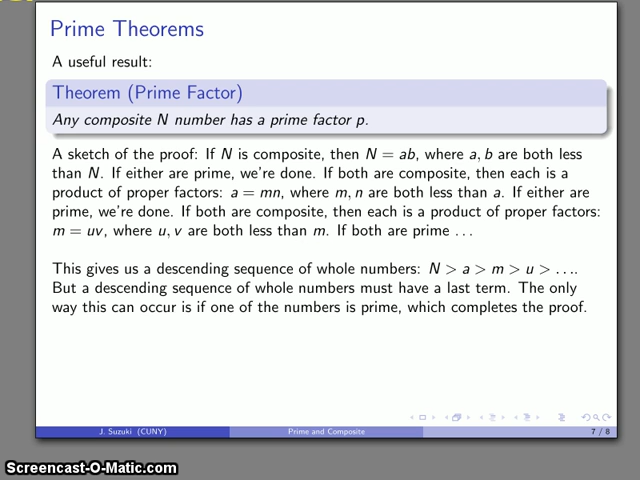 Prime Theorems
A useful result:
Theorem (Prime Factor)
Any composite N number has a prime factor p.
A sketch of the proof: If N is composite, then N = ab, where a, b are both less
than N. If either are prime, we're done. If both are composite, then each is a
product of proper factors: a = mn, where m, n are both less than a. If either are
prime, we're done. If both are composite, then each is a product of proper factors:
m = uv, where u, v are both less than m. If both are prime ...
This gives us a descending sequence of whole numbers: N > a > m > u > ....
But a descending sequence of whole numbers must have a last term. The only
way this can occur is if one of the numbers is prime, which completes the proof.
J. Suzuki (CUNY) Prime and Composite 7 / 8
Screencast-O-Matic.com